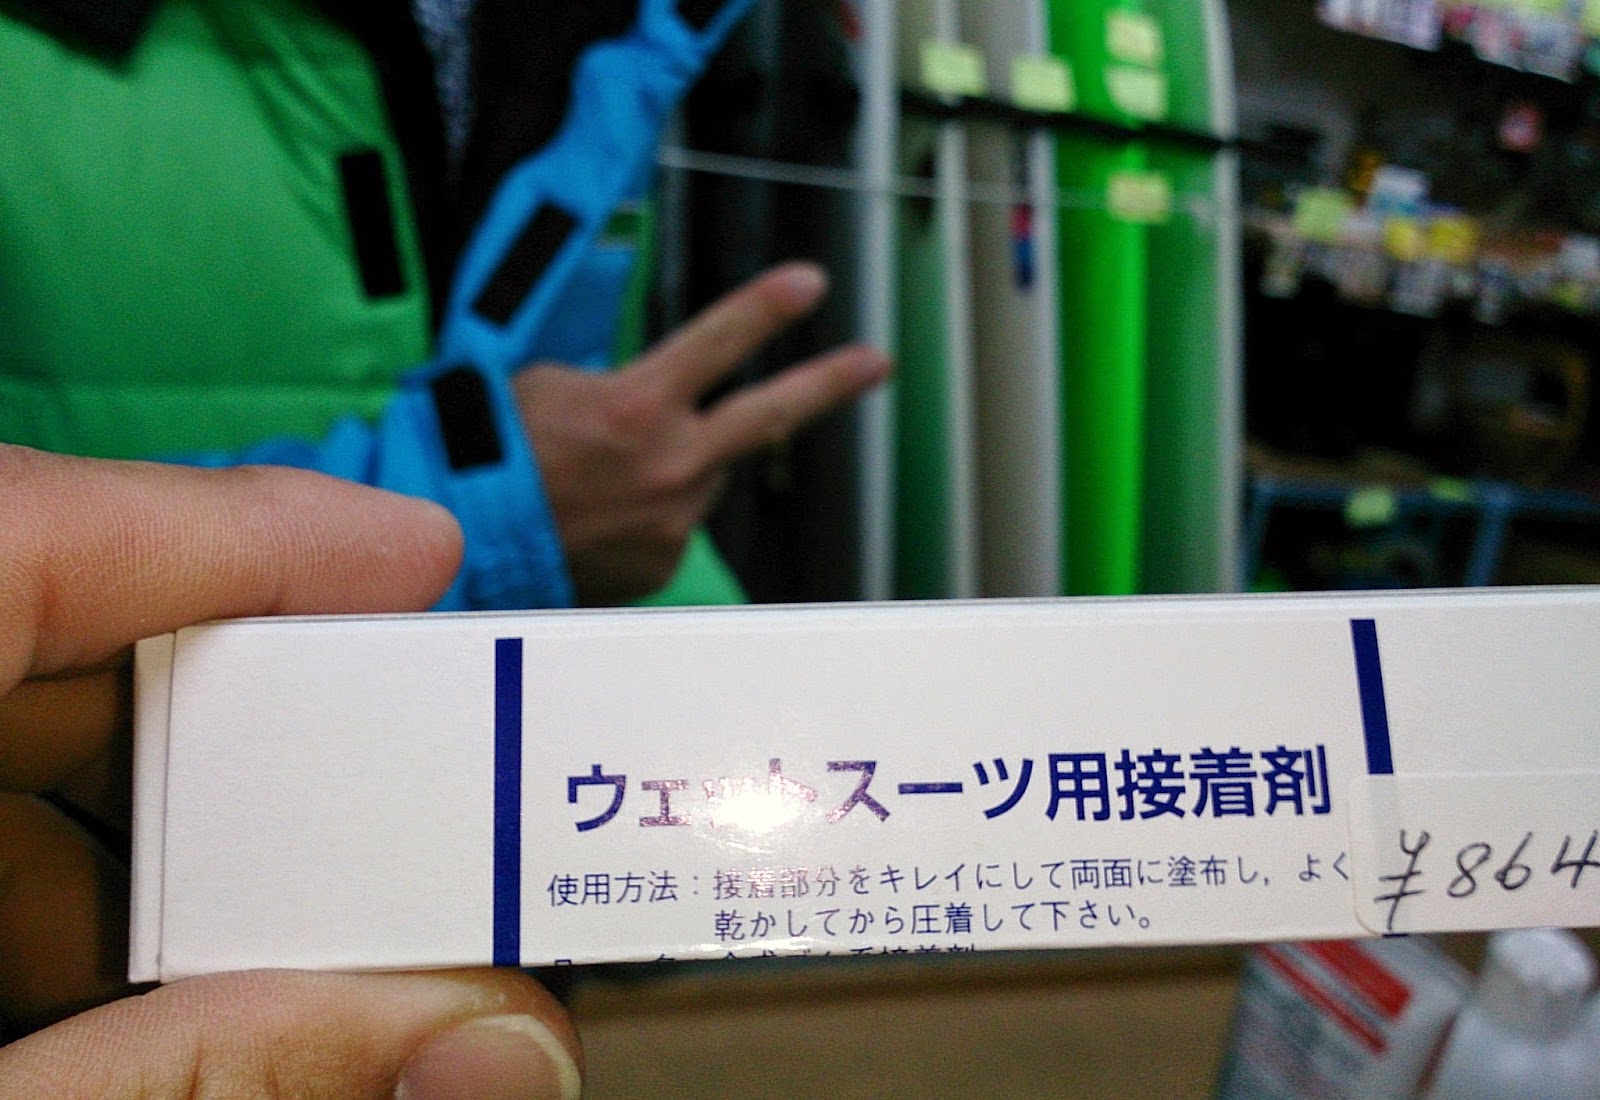 ウェットスーツ用接着剤
¥864
使用方法：接着部分をキレイにして両面に塗布し，よく
乾かしてから圧着して下さい。